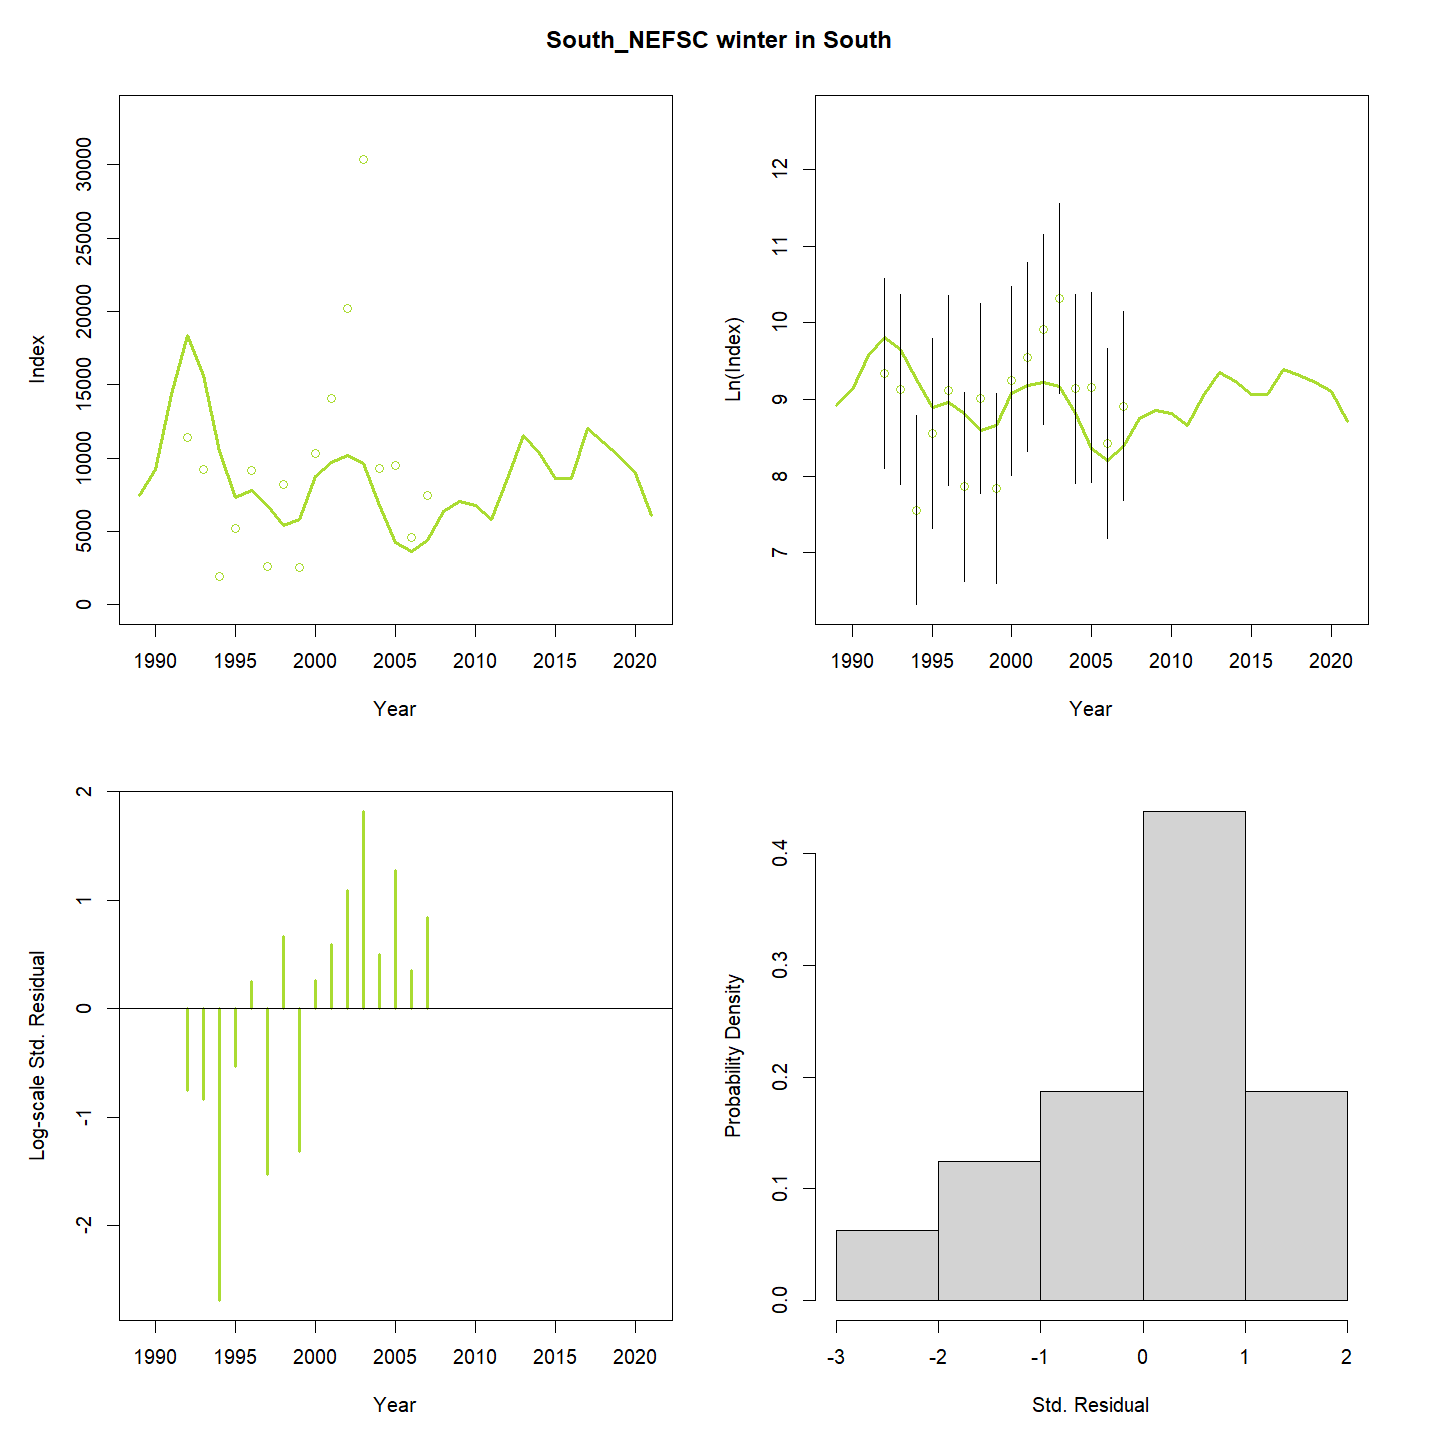 South_NEFSC winter in South
Index
0
5000
10000
15000
20000
25000
30000
1990 1995 2000 2005 2010 2015 2020
Year
Ln(Index)
7
8
9
10
11
12
1990 1995 2000 2005 2010 2015 2020
Year
Log-scale Std. Residual
-2
-1
0
1
2
1990 1995 2000 2005 2010 2015 2020
Year
Probability Density
0.0
0.1
0.2
0.3
0.4
-3 -2 -1 0 1 2
Std. Residual